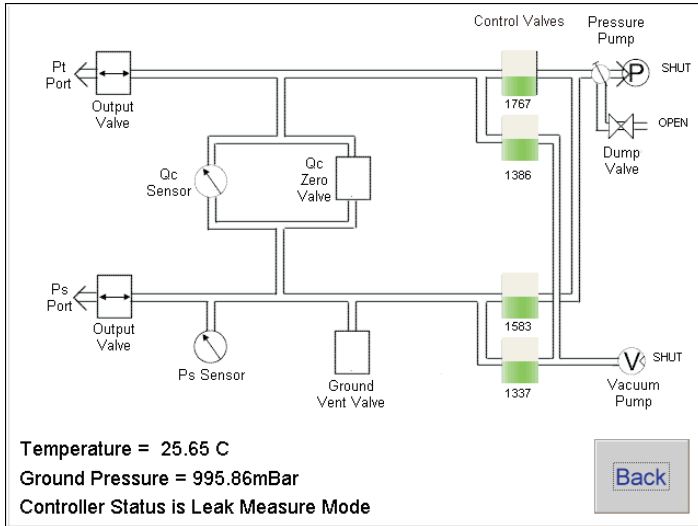 Control Valves
Pressure
Pump
Pt
Port
P
SHUT
Output
Valve
1767
OPEN
Dump
Valve
1386
Qc
Sensor
Qc
Zero
Valve
Ps
Port
Output
Valve
1583
Ps Sensor
Ground
Vent Valve
1337
V
SHUT
Vacuum
Pump
Temperature = 25.65 C
Ground Pressure = 995.86mBar
Controller Status is Leak Measure Mode
Back